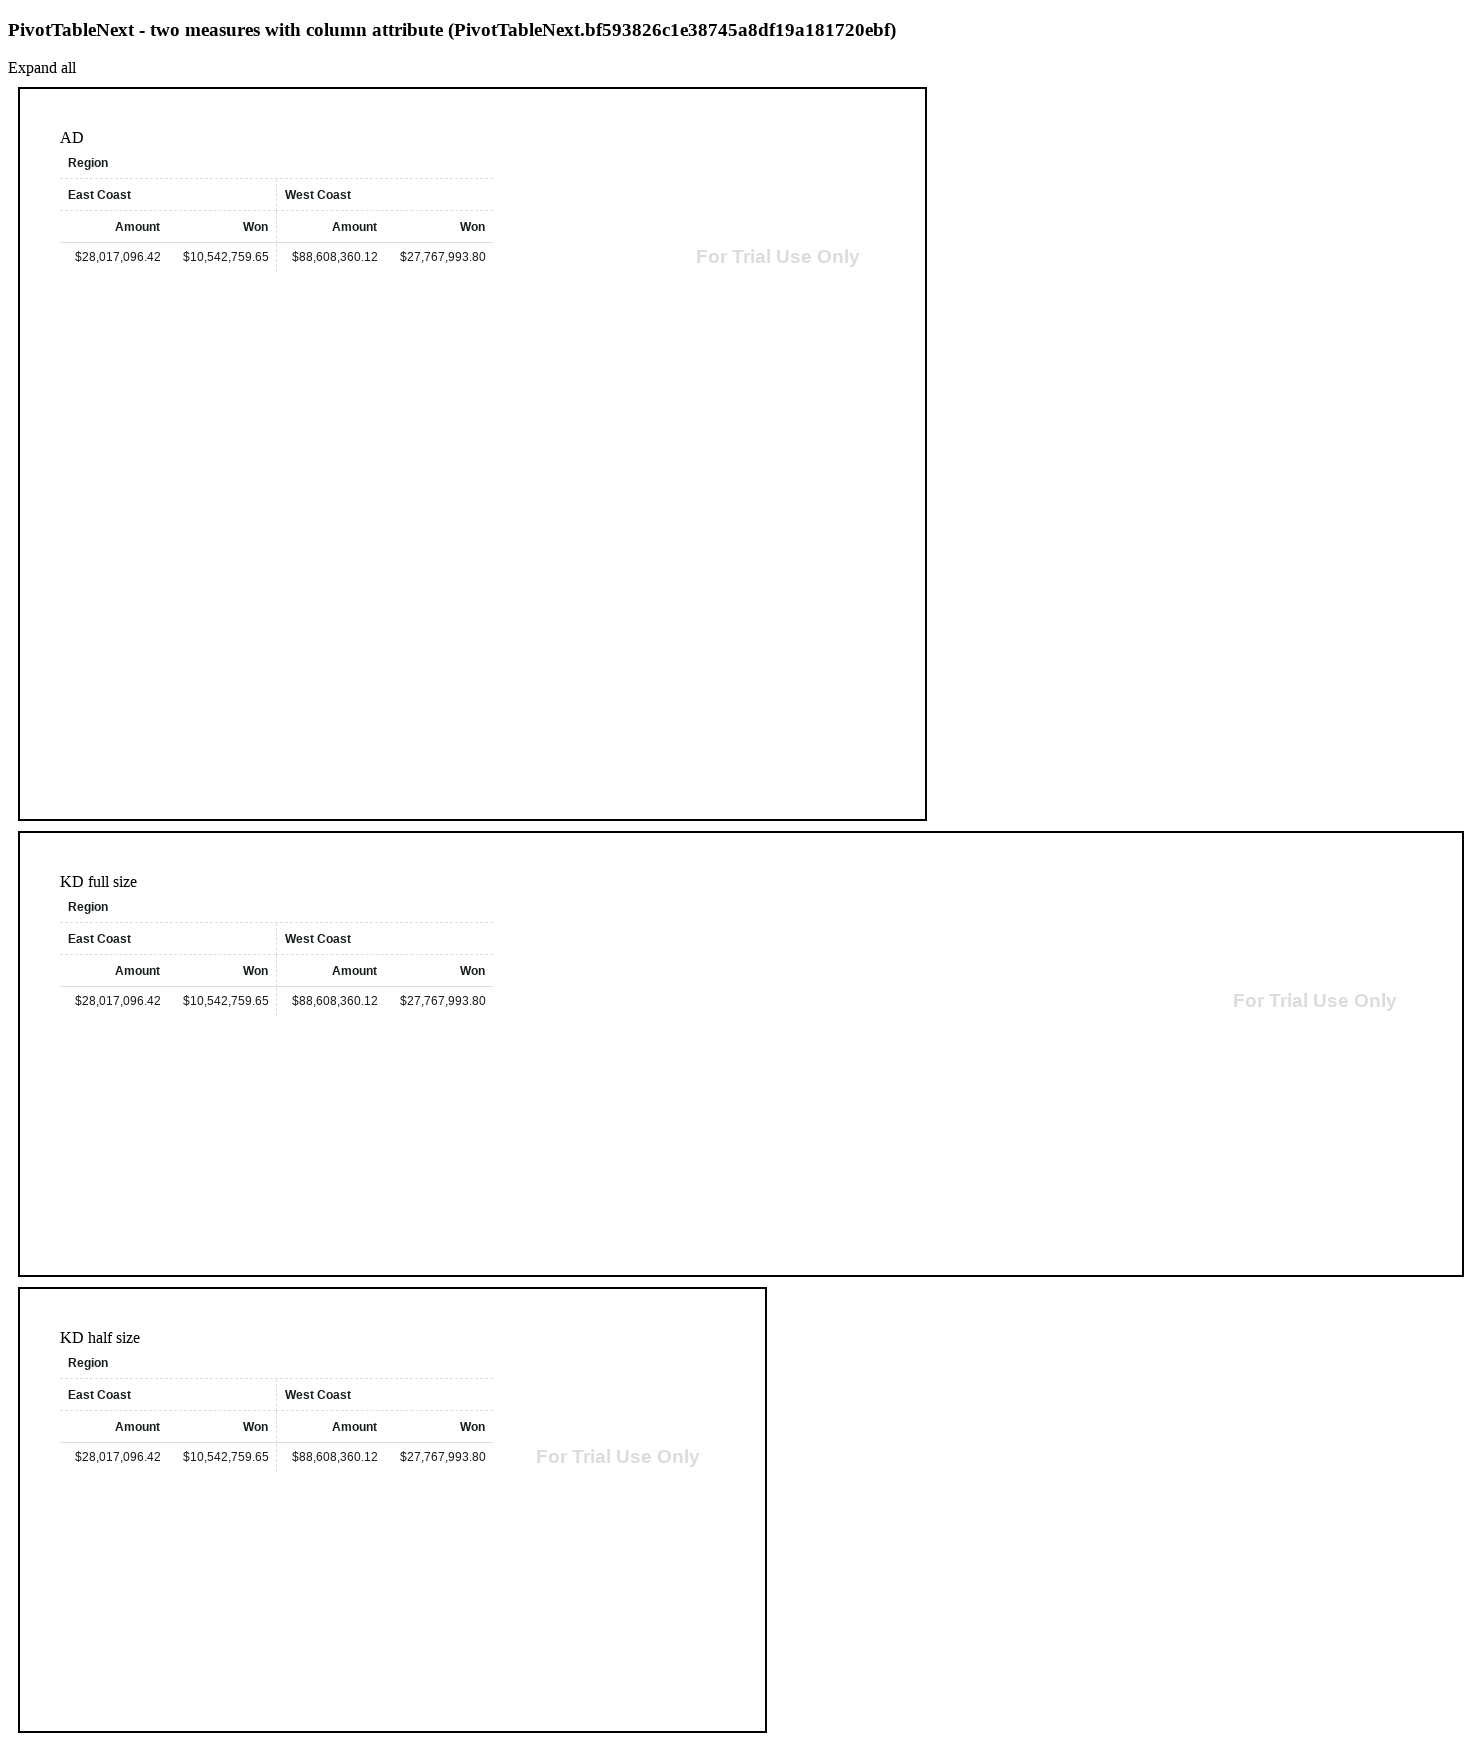 PivotTableNext - two measures with column attribute (PivotTableNext.bf593826c1e38745a8df19a181720ebf)
Expand all
AD
Region
East Coast West Coast
Amount Won Amount Won
$28,017,096.42 $10,542,759.65 $88,608,360.12 $27,767,993.80
For Trial Use Only
KD full size
Region
East Coast West Coast
Amount Won Amount Won
$28,017,096.42 $10,542,759.65 $88,608,360.12 $27,767,993.80
For Trial Use Only
KD half size
Region
East Coast West Coast
Amount Won Amount Won
$28,017,096.42 $10,542,759.65 $88,608,360.12 $27,767,993.80
For Trial Use Only